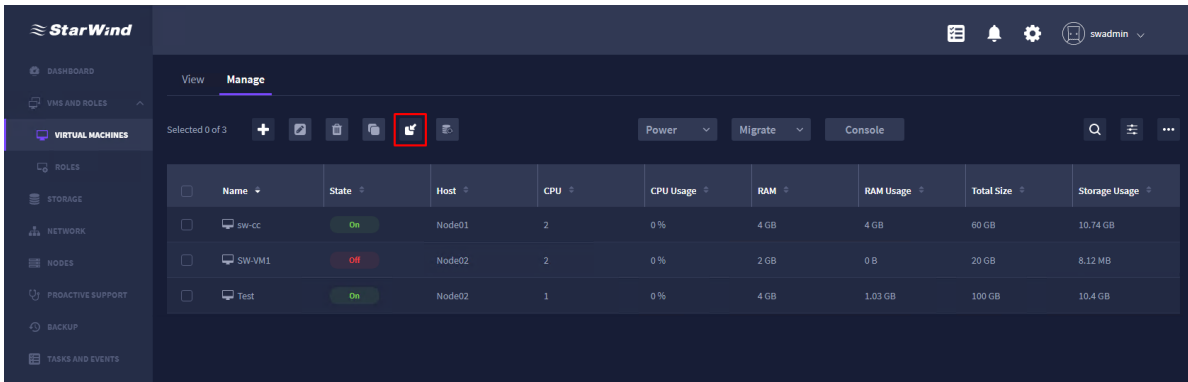 StarWind
swadmin
DASHBOARD
VMS AND ROLES
VIRTUAL MACHINES
ROLES
STORAGE
NETWORK
NODES
PROACTIVE SUPPORT
BACKUP
TASKS AND EVENTS
View Manage
Selected 0 of 3 Power Migrate Console
Name State Host CPU CPU Usage RAM RAM Usage Total Size Storage Usage
sw-cc On Node01 2 0 % 4 GB 4 GB 60 GB 10.74 GB
SW-VM1 Off Node02 2 0 % 2 GB 0 B 20 GB 8.12 MB
Test On Node02 1 0 % 4 GB 1.03 GB 100 GB 10.4 GB